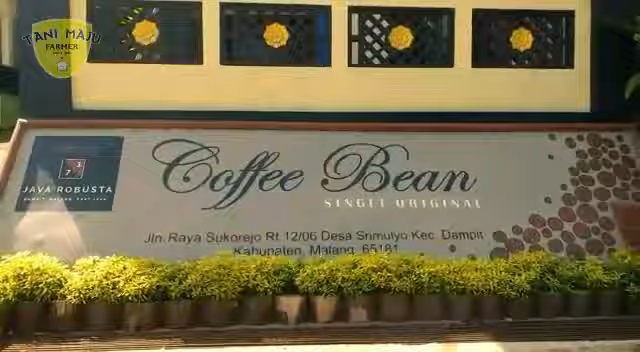 TANI MAJU
FARMER
JAVA ROBUSTA
Coffee Bean
SINGLE ORIGINAL
Jln. Raya Sukorejo Rt. 12/06 Desa Srimulyo Kec. Dampit
Kabupaten, Malang, 65181